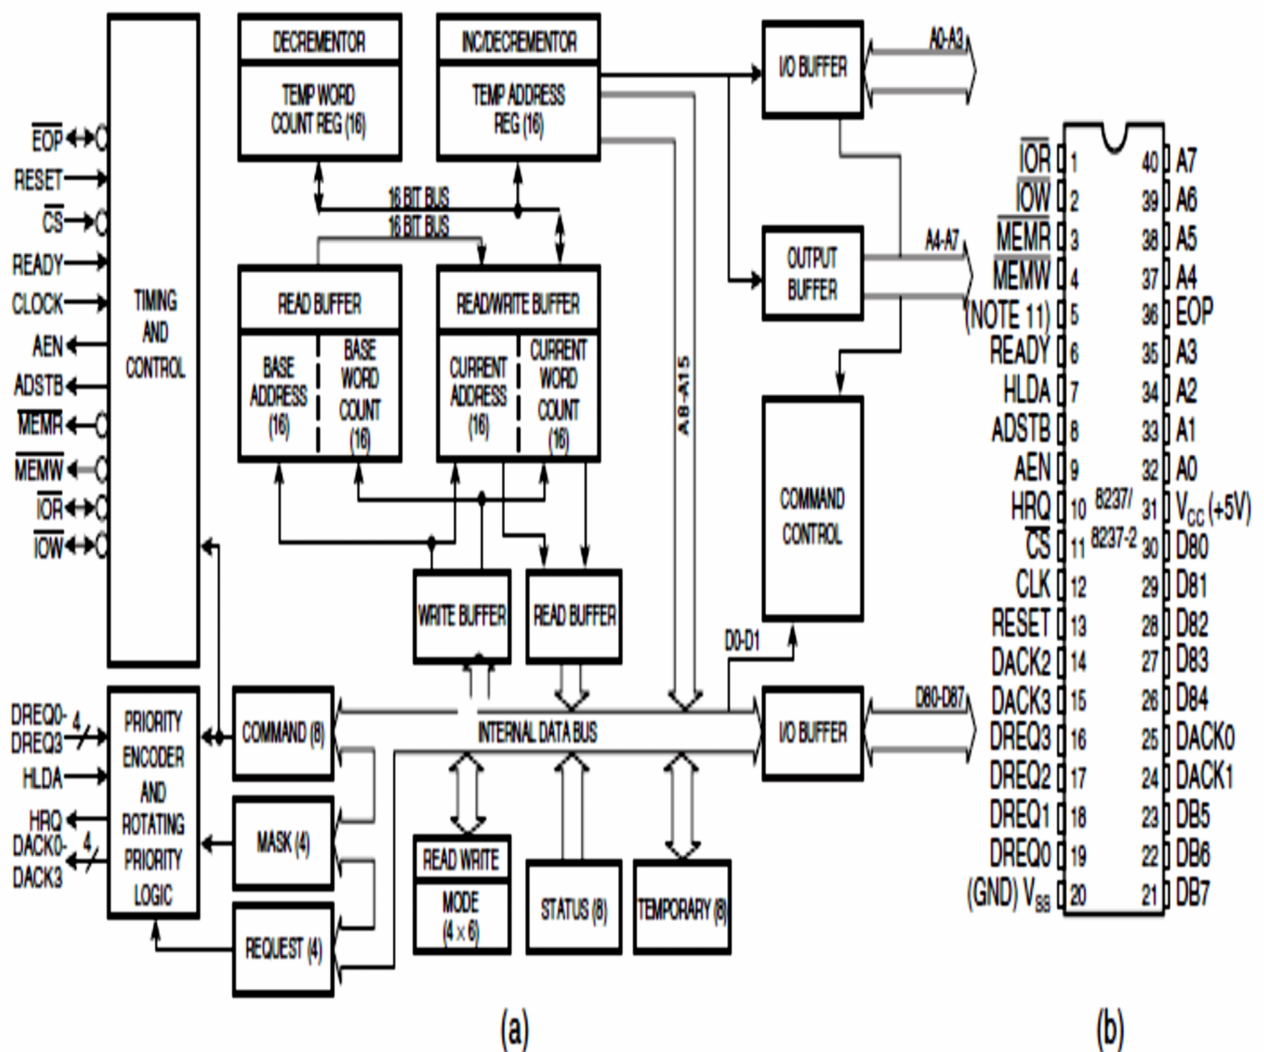 DECREMENTOR
TEMP WORD
COUNT REG (16)
INC/DECREMENTOR
TEMP ADDRESS
REG (16)
I/O BUFFER
A0-A3
EOP
RESET
CS
READY
CLOCK
AEN
ADSTB
MEMR
MEMW
IOR
IOW
TIMING
AND
CONTROL
16 BIT BUS
16 BIT BUS
READ BUFFER
BASE
ADDRESS
(16)
BASE
WORD
COUNT
(16)
READ/WRITE BUFFER
CURRENT
ADDRESS
(16)
CURRENT
WORD
COUNT
(16)
A8-A15
OUTPUT
BUFFER
A4-A7
COMMAND
CONTROL
WRITE BUFFER
READ BUFFER
D0-D1
DREQ0-
DREQ3
4
HLDA
HRQ
DACK0-
DACK3
4
PRIORITY
ENCODER
AND
ROTATING
PRIORITY
LOGIC
COMMAND (8)
MASK (4)
REQUEST (4)
INTERNAL DATA BUS
I/O BUFFER
D80-D87
READ WRITE
MODE
(4 × 6)
STATUS (8)
TEMPORARY (8)
(a)
IOR 1 40 A7
IOW 2 39 A6
MEMR 3 38 A5
MEMW 4 37 A4
(NOTE 11) 5 36 EOP
READY 6 35 A3
HLDA 7 34 A2
ADSTB 8 33 A1
AEN 9 32 A0
HRQ 10 8237/ 31 VCC (+5V)
CS 11 8237-2 30 D80
CLK 12 29 D81
RESET 13 28 D82
DACK2 14 27 D83
DACK3 15 26 D84
DREQ3 16 25 DACK0
DREQ2 17 24 DACK1
DREQ1 18 23 DB5
DREQ0 19 22 DB6
(GND) VSS 20 21 DB7
(b)